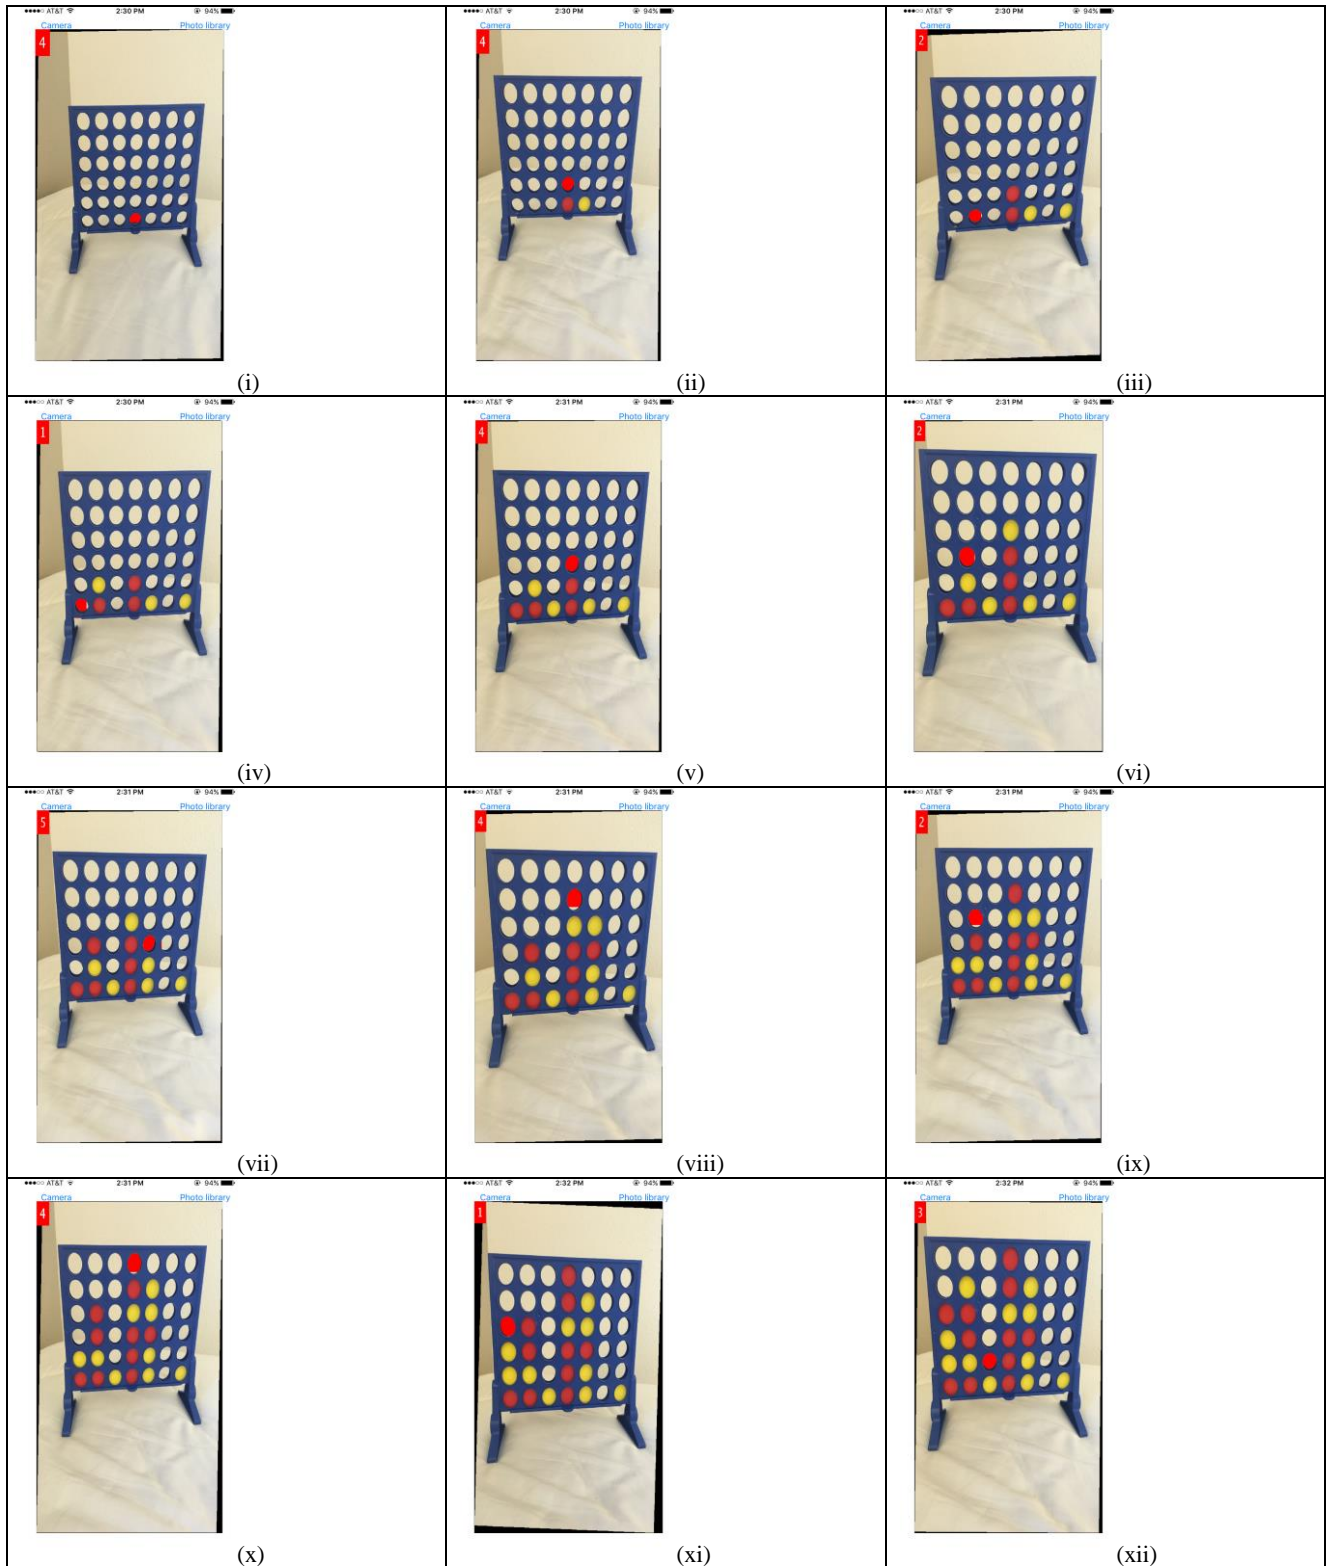 ●●●●○ AT&T 2:30 PM 94%
Camera Photo library
4
(i)
●●●●○ AT&T 2:30 PM 94%
Camera Photo library
4
(ii)
●●●●○ AT&T 2:30 PM 94%
Camera Photo library
2
(iii)
●●●○○ AT&T 2:30 PM 94%
Camera Photo library
1
(iv)
●●●○○ AT&T 2:31 PM 94%
Camera Photo library
4
(v)
●●●○○ AT&T 2:31 PM 94%
Camera Photo library
2
(vi)
●●●○○ AT&T 2:31 PM 94%
Camera Photo library
5
(vii)
●●●○○ AT&T 2:31 PM 94%
Camera Photo library
4
(viii)
●●●○○ AT&T 2:31 PM 94%
Camera Photo library
2
(ix)
●●●○○ AT&T 2:31 PM 94%
Camera Photo library
4
(x)
●●●○○ AT&T 2:32 PM 94%
Camera Photo library
1
(xi)
●●●○○ AT&T 2:32 PM 94%
Camera Photo library
3
(xii)